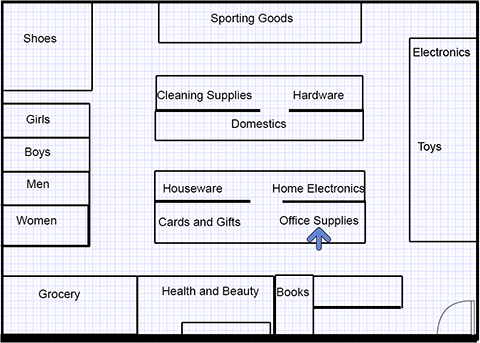 Sporting Goods
Shoes
Electronics
Cleaning Supplies
Hardware
Girls
Domestics
Boys
Toys
Men
Houseware
Home Electronics
Women
Cards and Gifts
Office Supplies
Grocery
Health and Beauty
Books